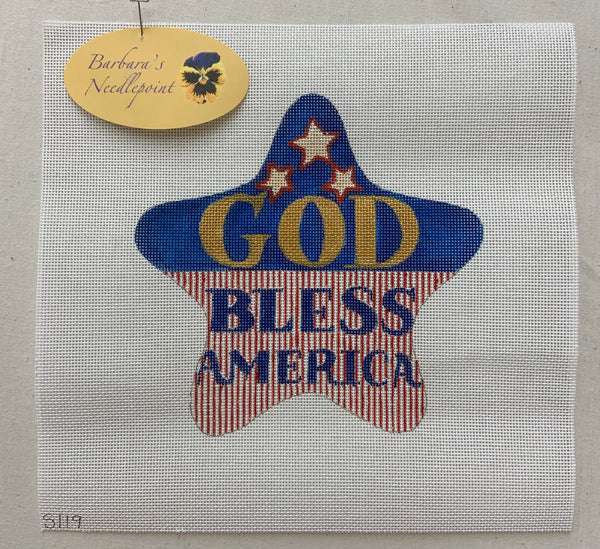 Barbara's
Needlepoint
GOD
BLESS
AMERICA
S119